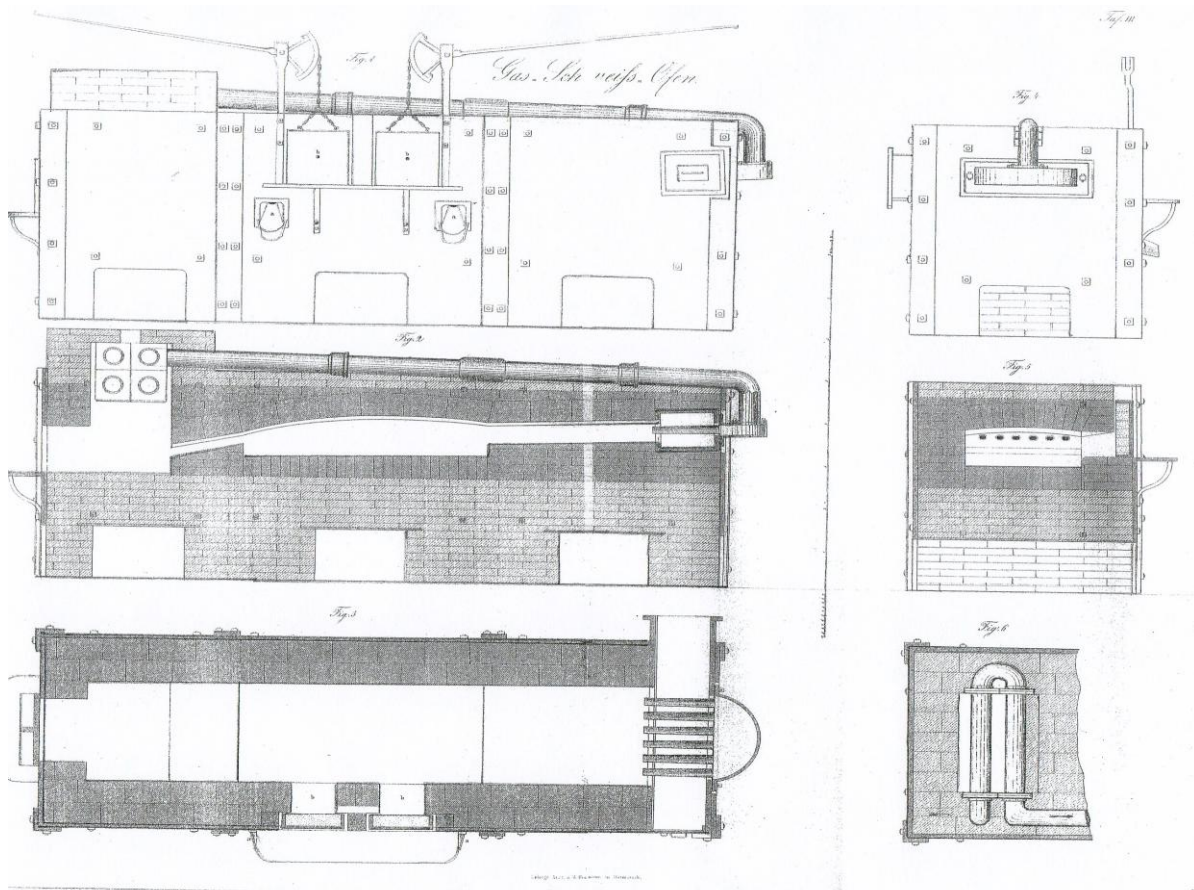 Taf. III
Fig. 1
Gas-Schweiß-Ofen.
Fig. 4
Fig. 2
Fig. 5
Fig. 3
Fig. 6